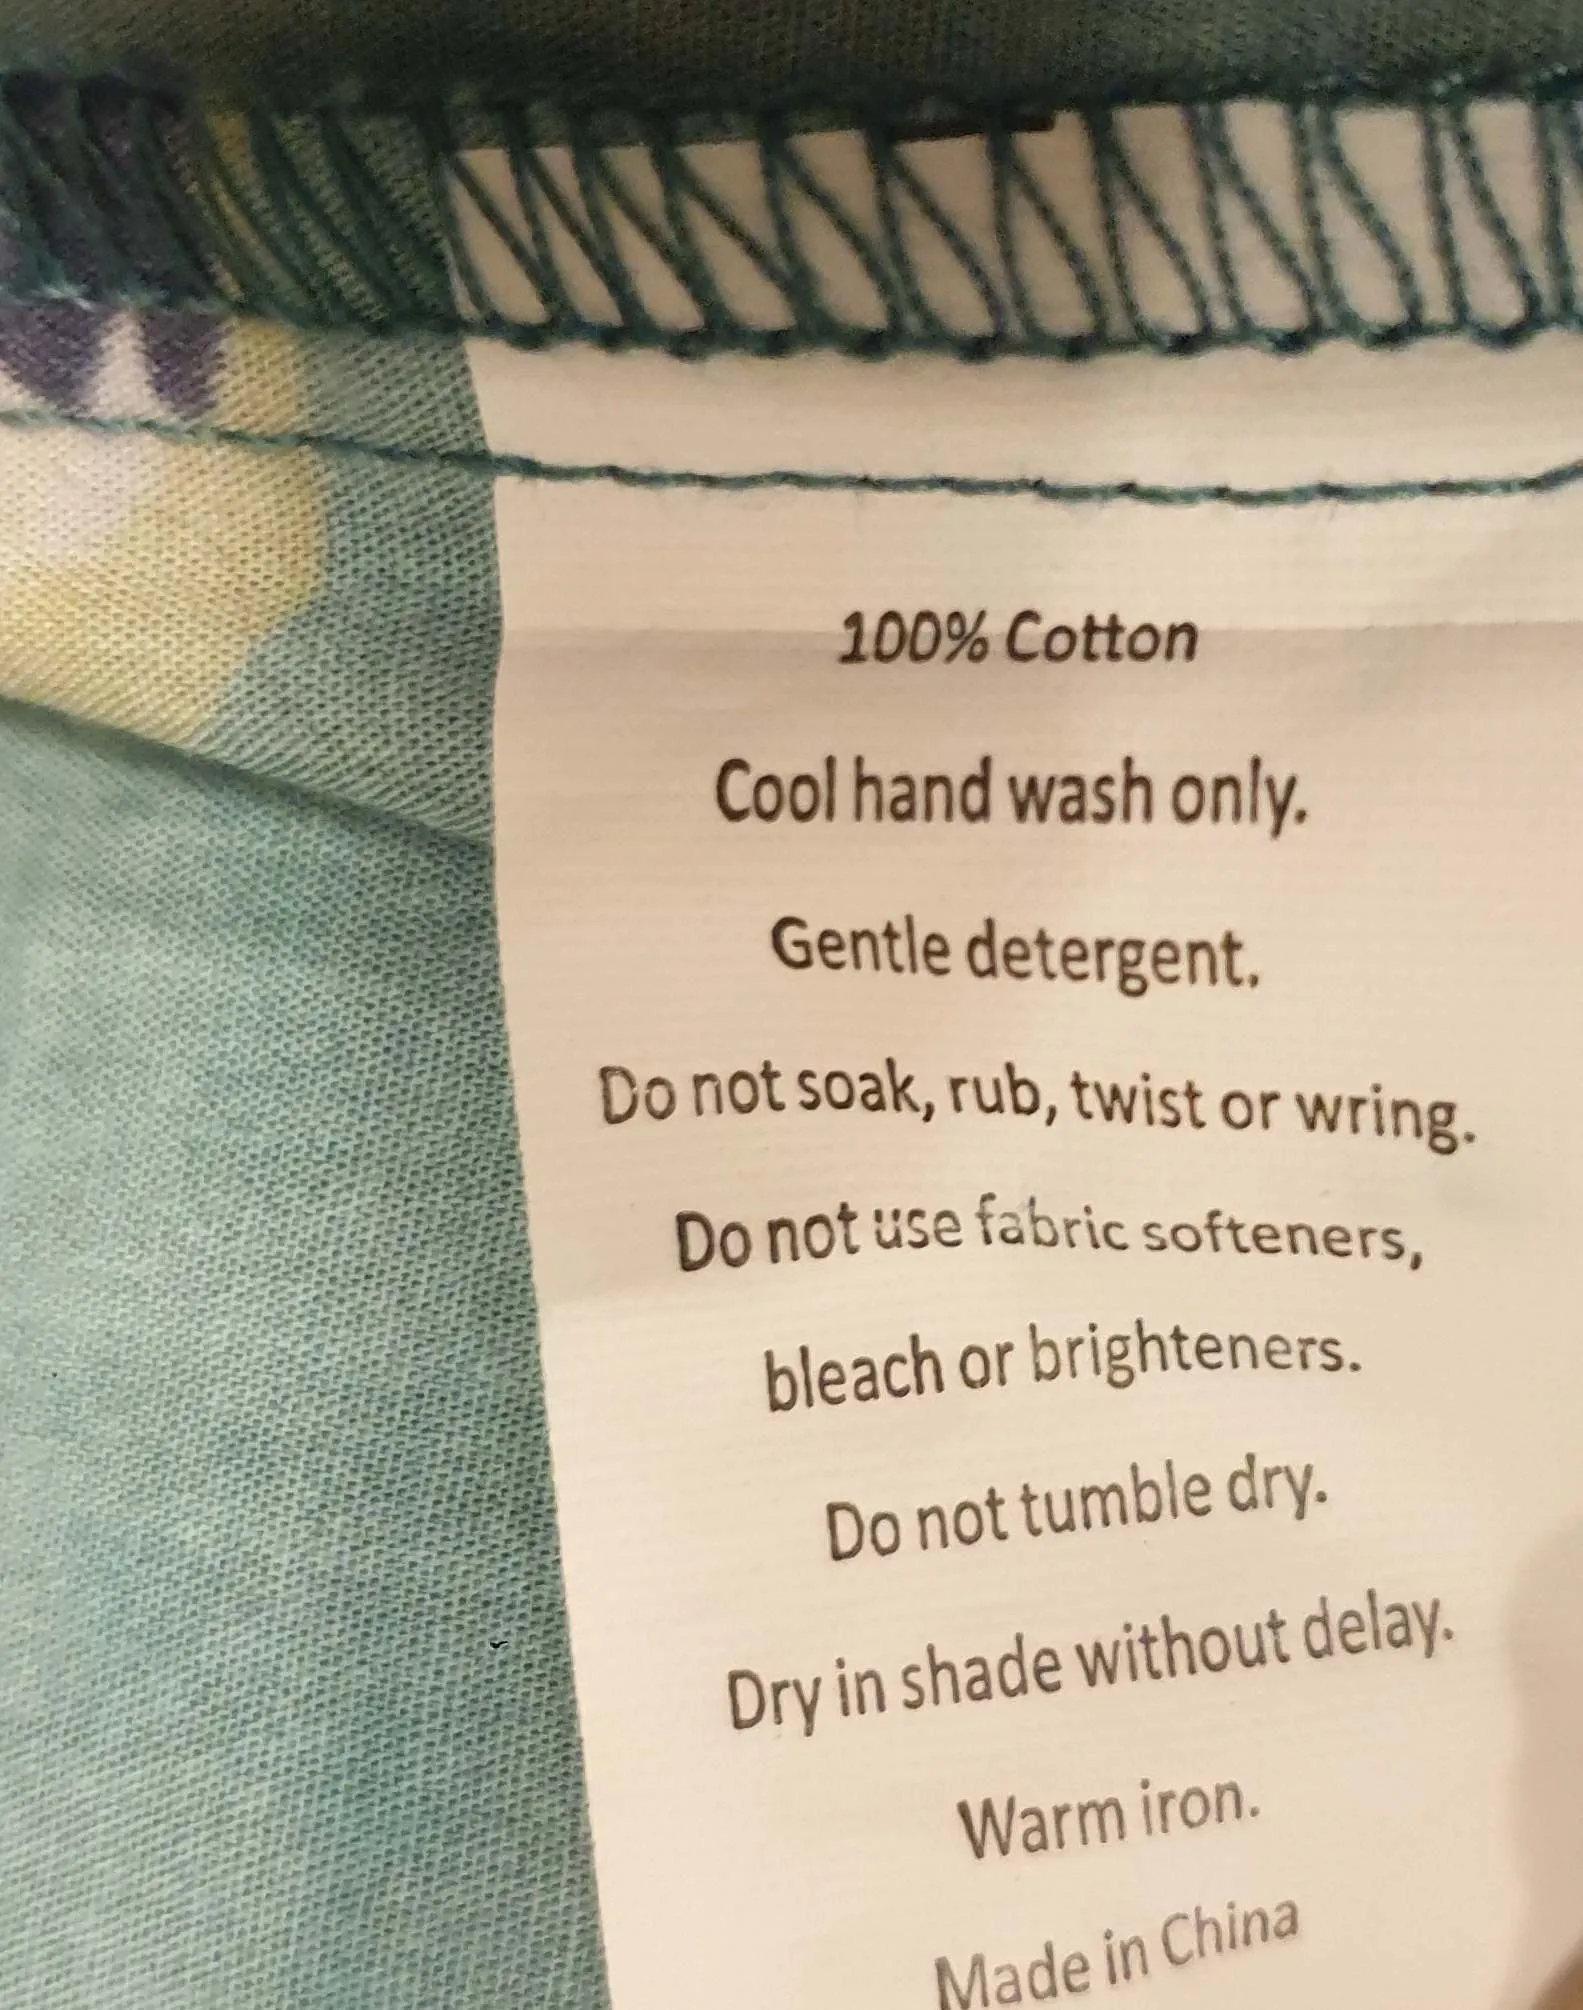 100% Cotton
Cool hand wash only.
Gentle detergent.
Do not soak, rub, twist or wring.
Do not use fabric softeners,
bleach or brighteners.
Do not tumble dry.
Dry in shade without delay.
Warm iron.
Made in China